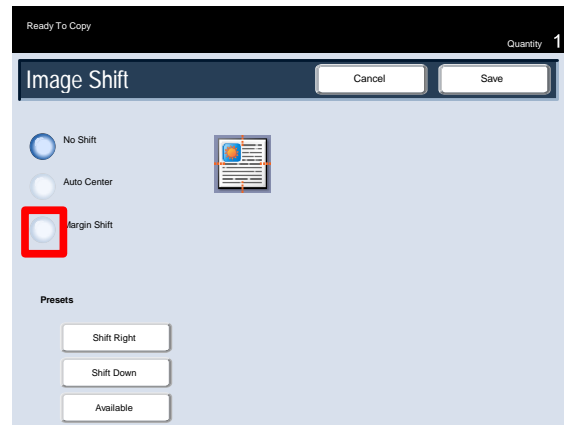 Ready To Copy
Quantity 1
Image Shift
Cancel
Save
No Shift
Auto Center
Margin Shift
Presets
Shift Right
Shift Down
Available